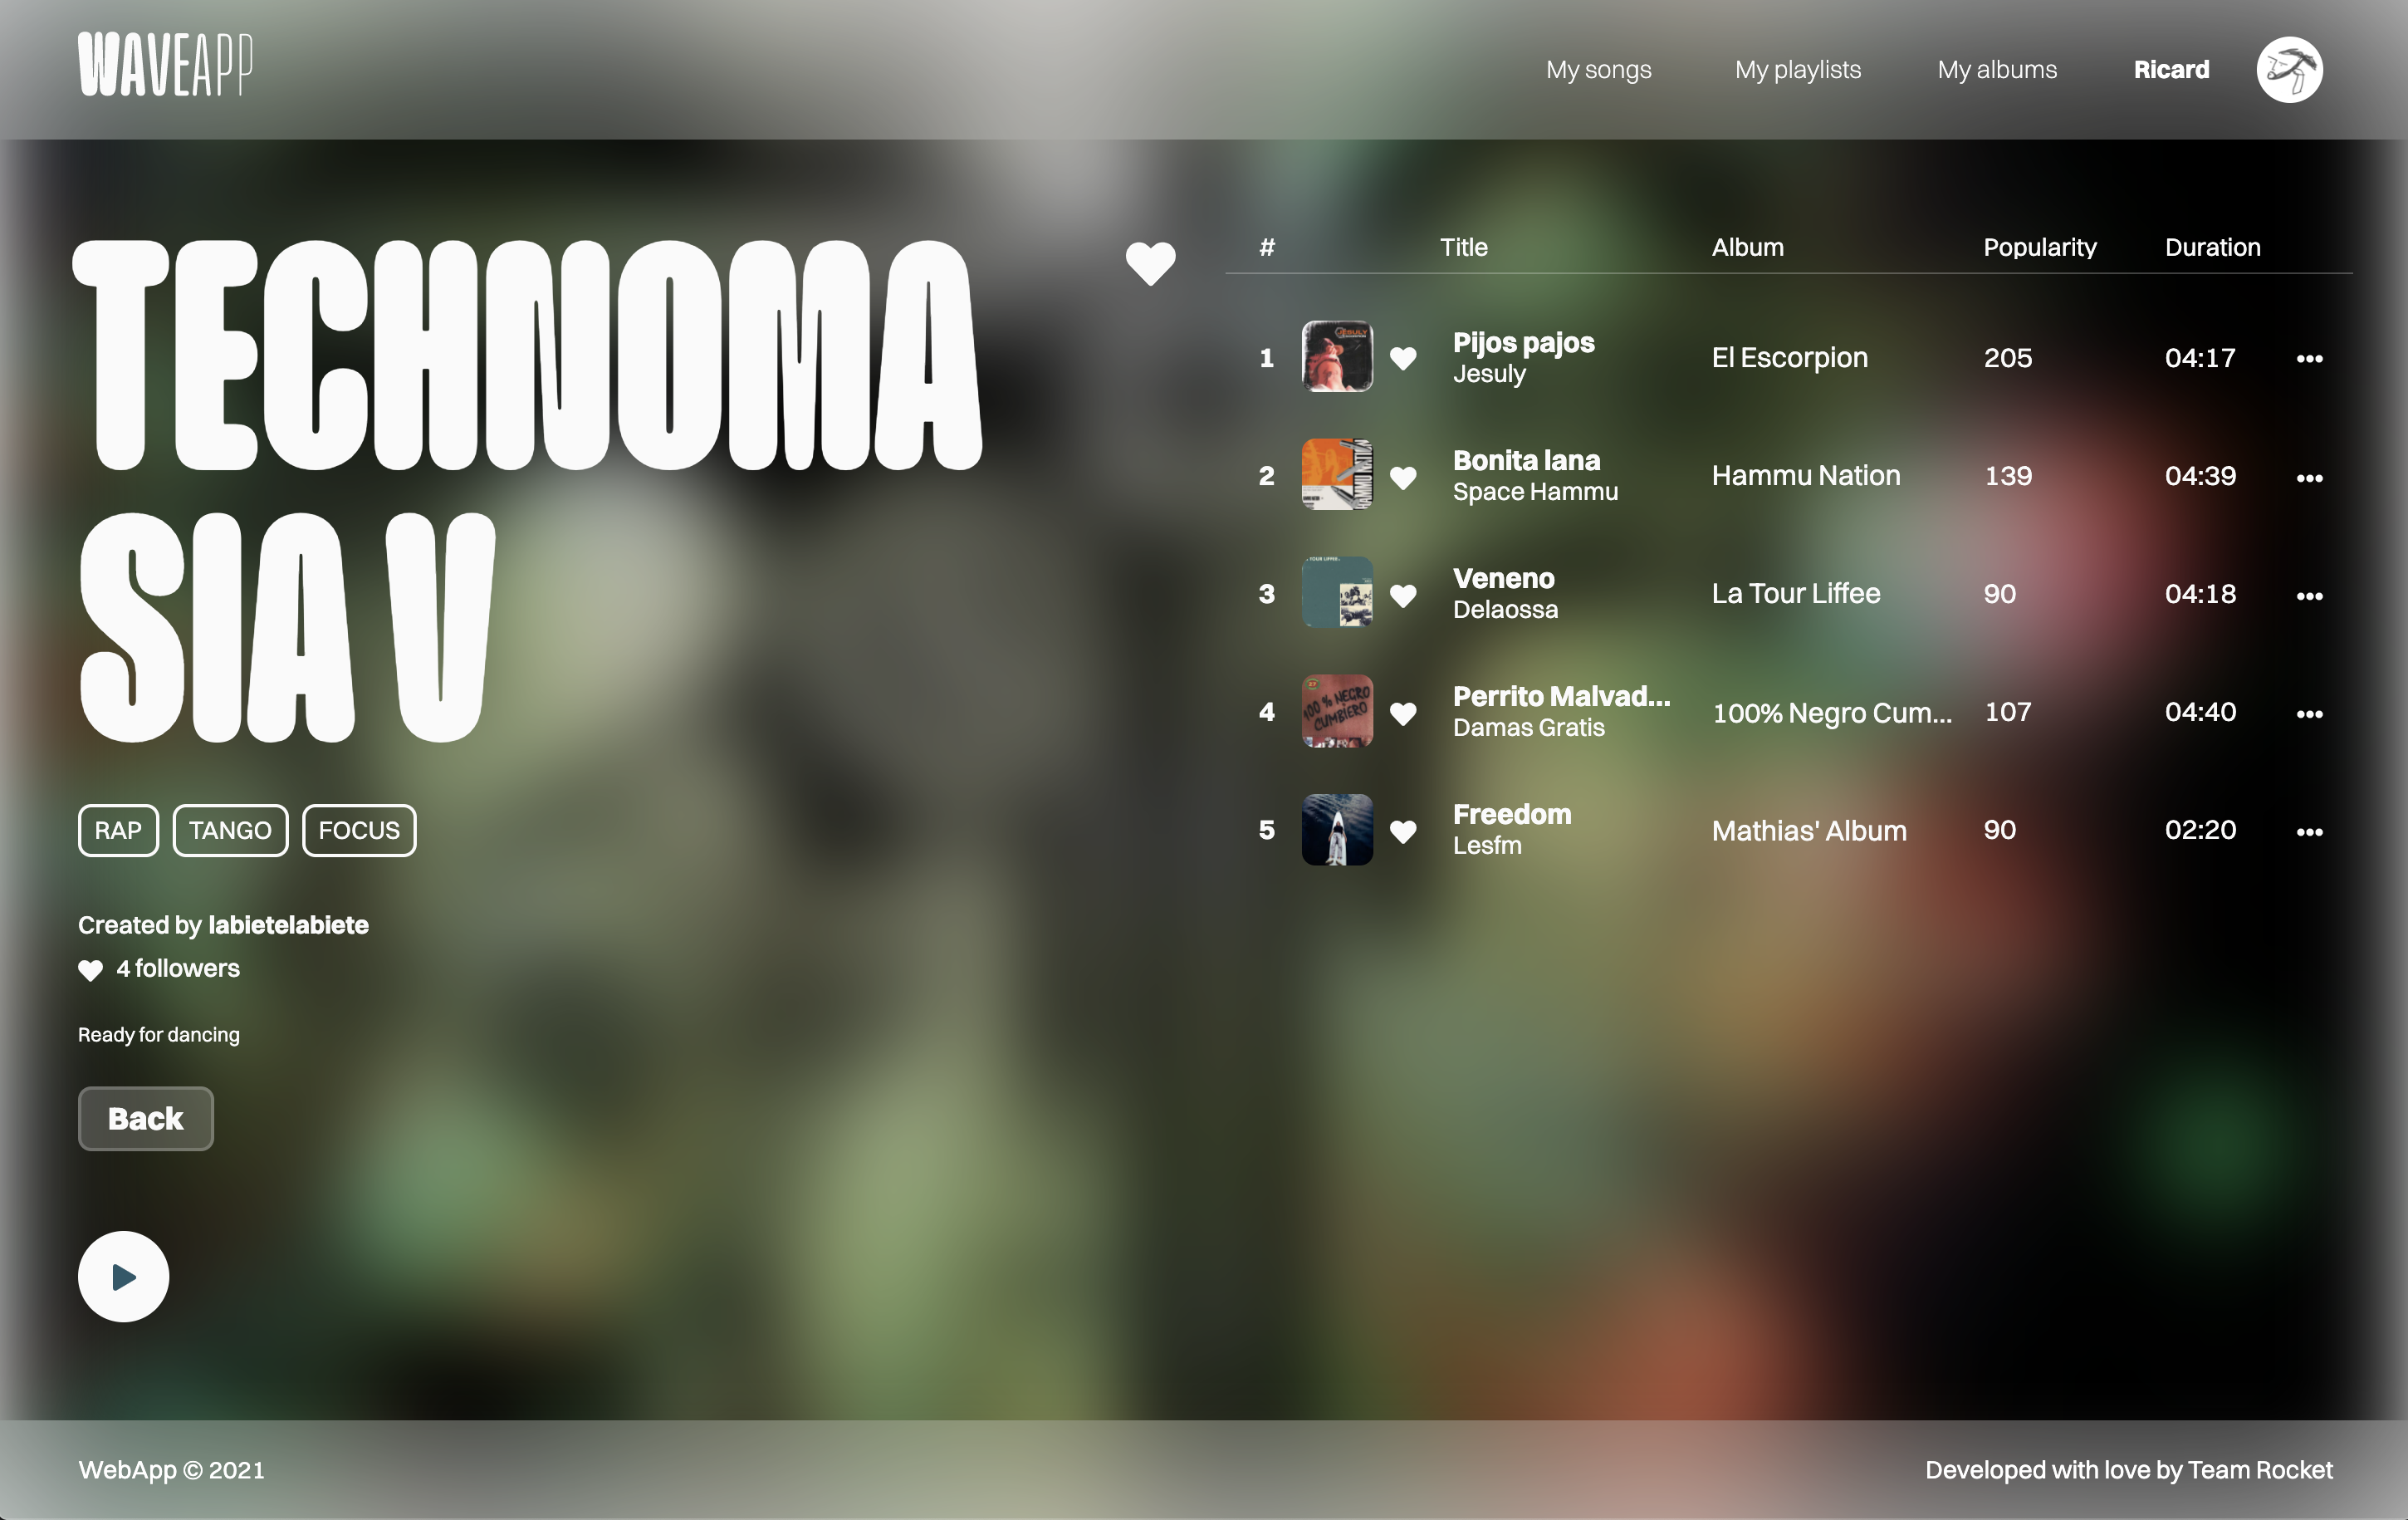 WAVEAPP
My songs My playlists My albums Ricard
TECHNOMA
SIA V
RAP TANGO FOCUS
Created by labietelabiete
4 followers
Ready for dancing
Back
# Title Album Popularity Duration
1 Pijos pajos El Escorpion 205 04:17 •••
Jesuly
2 Bonita lana Hammu Nation 139 04:39 •••
Space Hammu
3 Veneno La Tour Liffee 90 04:18 •••
Delaossa
100 % NEGRO
CUMBIERO
4 Perrito Malvad... 100% Negro Cum... 107 04:40 •••
Damas Gratis
5 Freedom Mathias' Album 90 02:20 •••
Lesfm
WebApp © 2021
Developed with love by Team Rocket